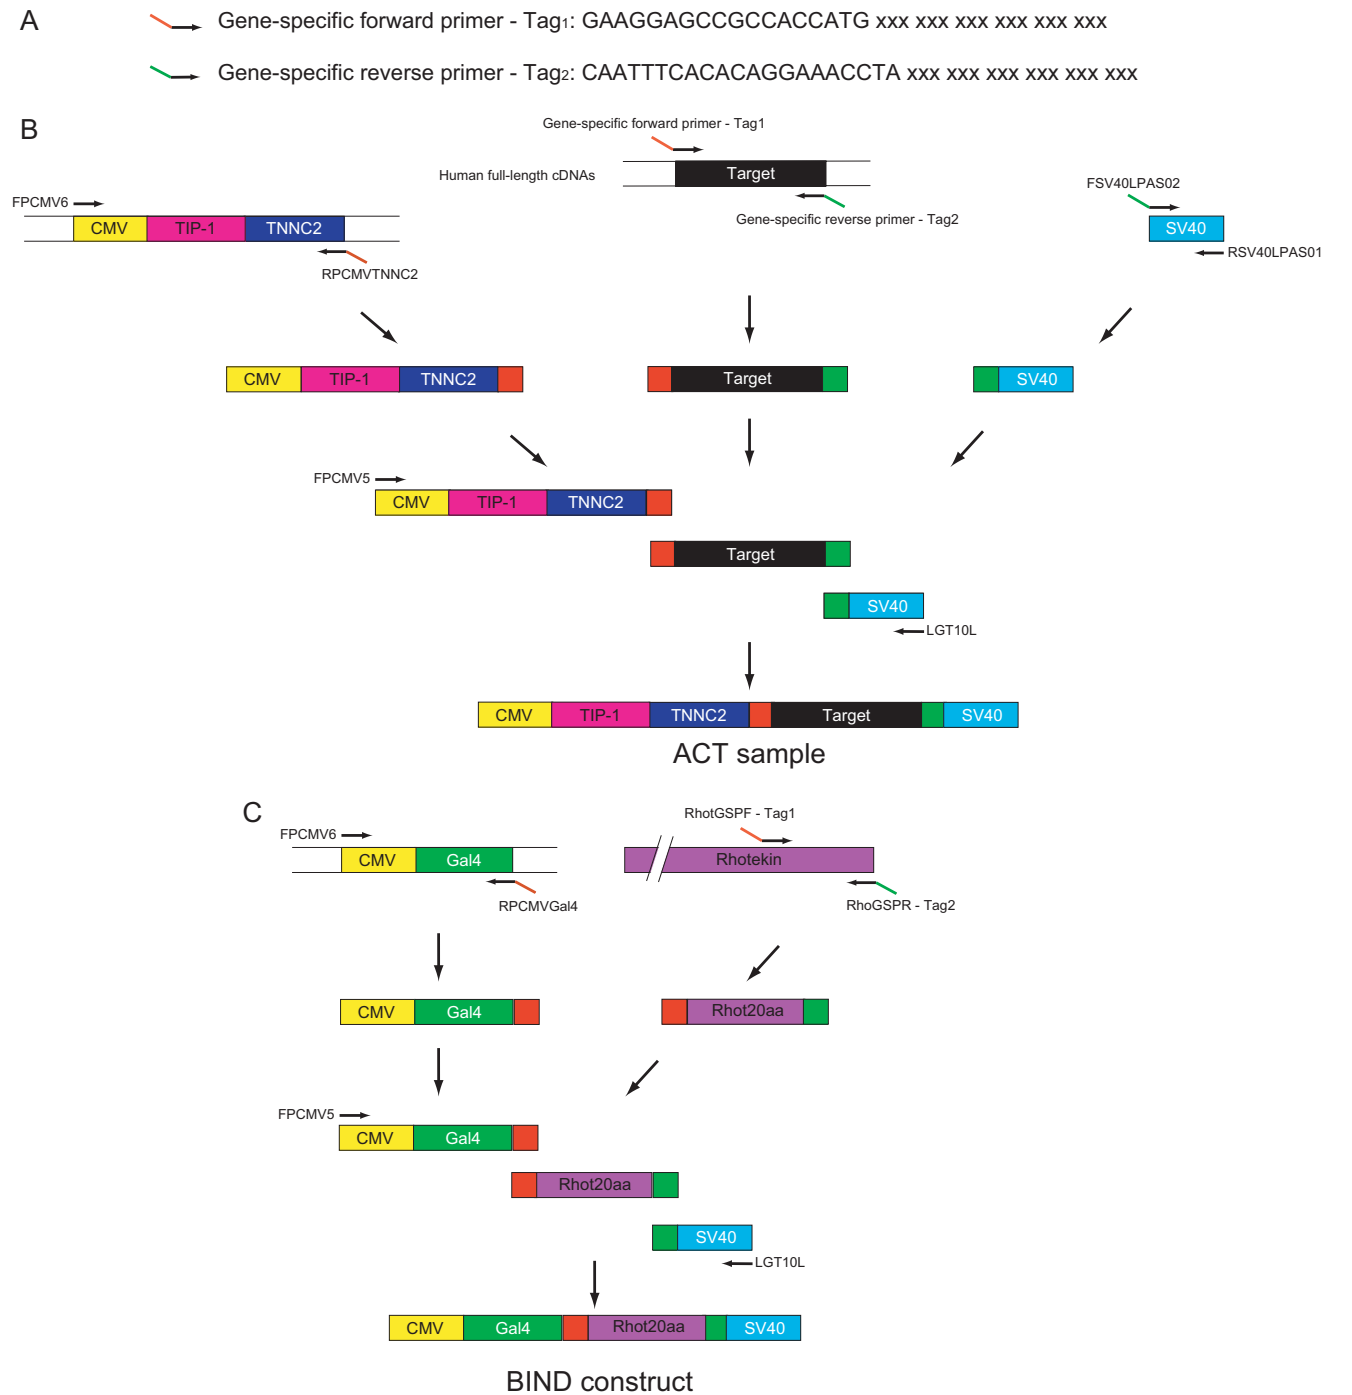 A
Gene-specific forward primer - Tag1: GAAGGAGCCGCCACCATG xxx xxx xxx xxx xxx xxx
Gene-specific reverse primer - Tag2: CAATTTCACACAGGAAACCTA xxx xxx xxx xxx xxx xxx
B
Gene-specific forward primer - Tag1
Human full-length cDNAs
Target
Gene-specific reverse primer - Tag2
FPCMV6
CMV TIP-1 TNNC2
RPCMVTNNC2
FSV40LPAS02
SV40
RSV40LPAS01
CMV TIP-1 TNNC2
Target
SV40
FPCMV5
CMV TIP-1 TNNC2
Target
SV40
LGT10L
CMV TIP-1 TNNC2 Target SV40
ACT sample
C
FPCMV6
CMV Gal4
RPCMVGal4
RhotGSPF - Tag1
Rhotekin
RhoGSPR - Tag2
CMV Gal4
Rhot20aa
FPCMV5
CMV Gal4
Rhot20aa
SV40
LGT10L
CMV Gal4 Rhot20aa SV40
BIND construct